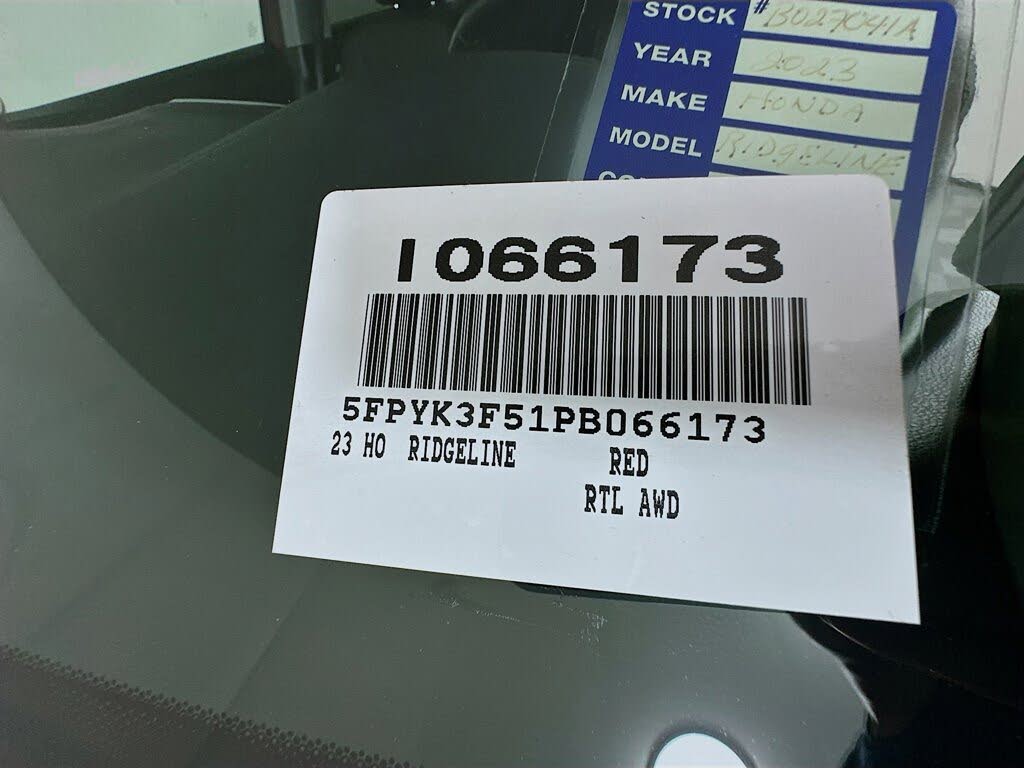 STOCK # B027041A
YEAR 2023
MAKE HONDA
MODEL RIDGELINE
I066173
5FPYK3F51PB066173
23 HO RIDGELINE RED
RTL AWD